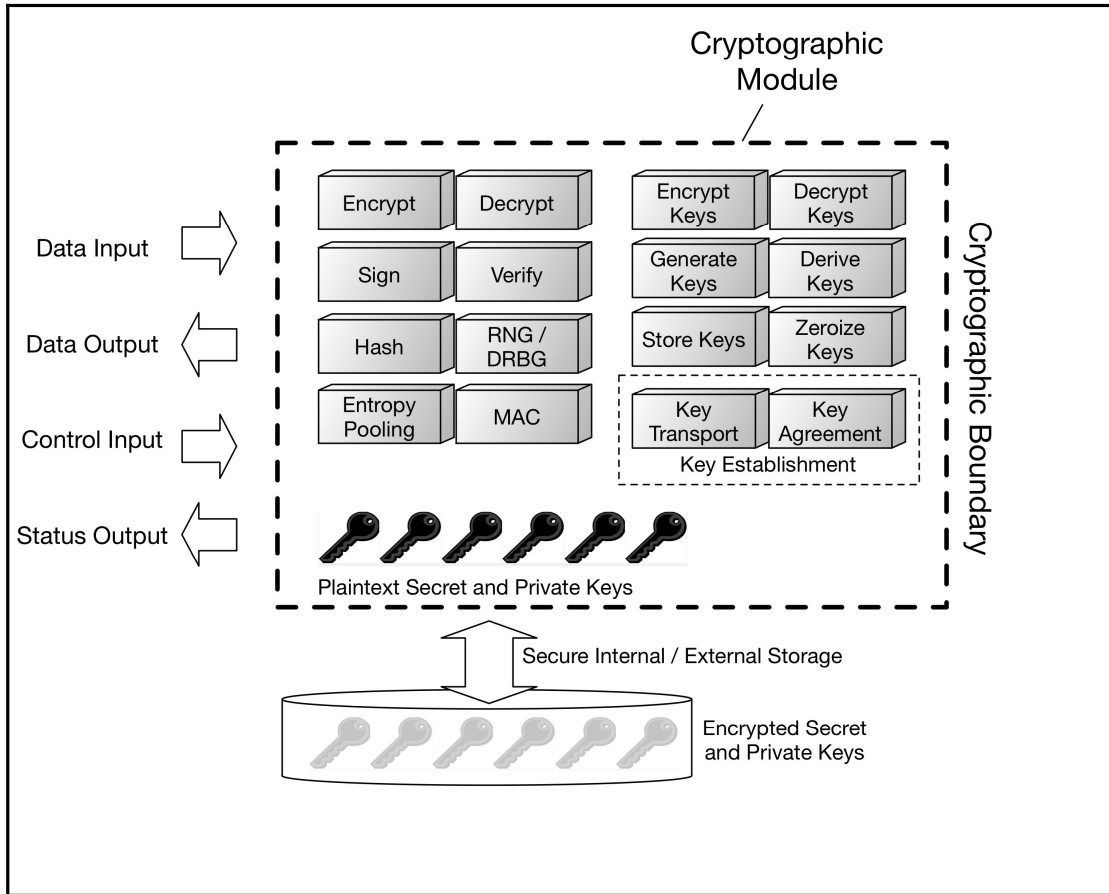 Cryptographic
Module
Encrypt
Decrypt
Encrypt
Keys
Decrypt
Keys
Data Input
Sign
Verify
Generate
Keys
Derive
Keys
Data Output
Hash
RNG /
DRBG
Store Keys
Zeroize
Keys
Control Input
Entropy
Pooling
MAC
Key
Transport
Key
Agreement
Key Establishment
Status Output
Plaintext Secret and Private Keys
Cryptographic Boundary
Secure Internal / External Storage
Encrypted Secret
and Private Keys